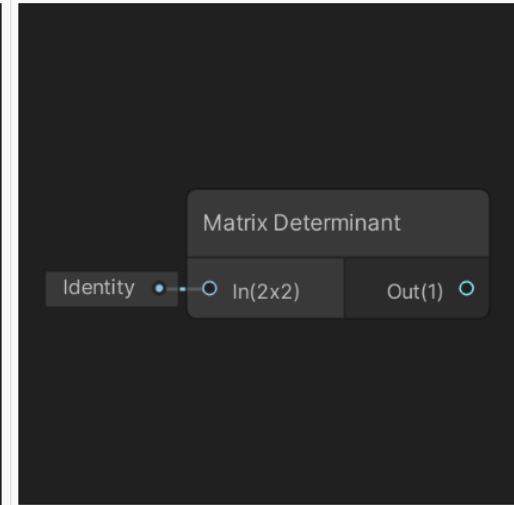 Matrix Determinant
Identity
In(2x2)
Out(1)